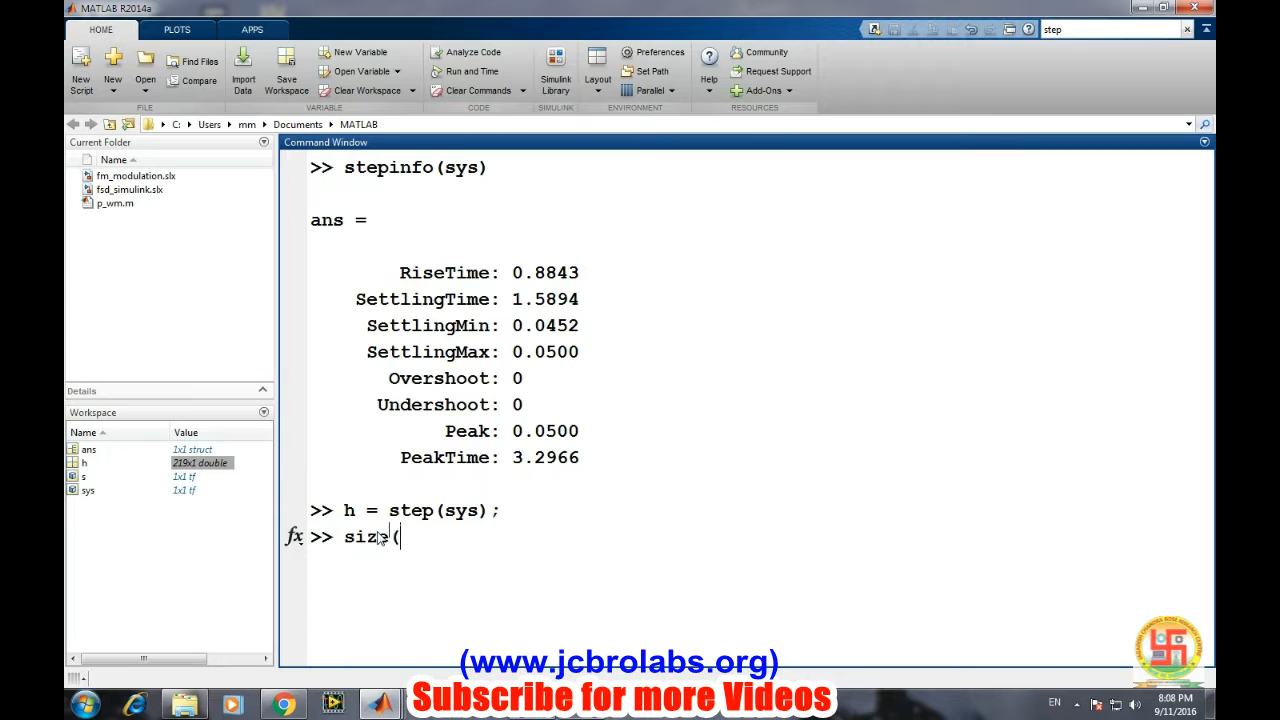 MATLAB R2014a
HOME PLOTS APPS step
New Script
New
Open
Find Files
Compare
FILE
Import Data
Save Workspace
New Variable
Open Variable
Clear Workspace
VARIABLE
Analyze Code
Run and Time
Clear Commands
CODE
Simulink Library
SIMULINK
Layout
Preferences
Set Path
Parallel
ENVIRONMENT
Help
Community
Request Support
Add-Ons
RESOURCES
C: Users mm Documents MATLAB
Current Folder
Name
fm_modulation.slx
fsd_simulink.slx
p_wm.m
Details
Workspace
Name Value
ans 1x1 struct
h 219x1 double
s 1x1 tf
sys 1x1 tf
Command Window
>> stepinfo(sys)
ans =
RiseTime: 0.8843
SettlingTime: 1.5894
SettlingMin: 0.0452
SettlingMax: 0.0500
Overshoot: 0
Undershoot: 0
Peak: 0.0500
PeakTime: 3.2966
>> h = step(sys);
fx >> size(
(www.jcbrolabs.org)
Subscribe for more Videos
EN 8:08 PM
9/11/2016